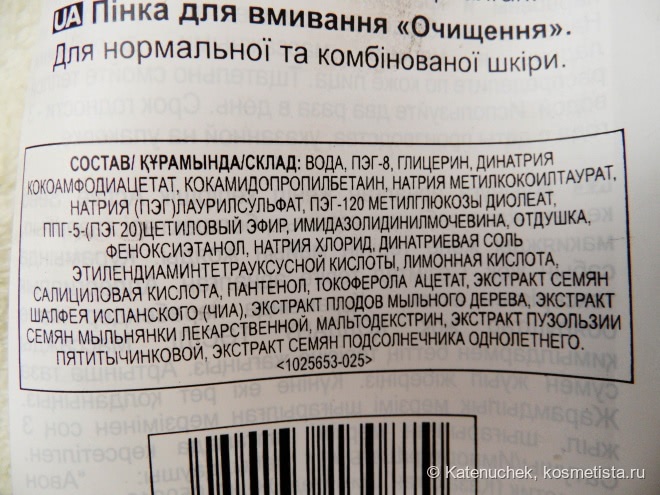 UA Пінка для вмивання «Очищення».
Для нормальної та комбінованої шкіри.
СОСТАВ/ ҚҰРАМЫНДА/СКЛАД: ВОДА, ПЭГ-8, ГЛИЦЕРИН, ДИНАТРИЯ
КОКОАМФОДИАЦЕТАТ, КОКАМИДОПРОПИЛБЕТАИН, НАТРИЯ МЕТИЛКОКОИЛТАУРАТ,
НАТРИЯ (ПЭГ)ЛАУРИЛСУЛЬФАТ, ПЭГ-120 МЕТИЛГЛЮКОЗЫ ДИОЛЕАТ,
ППГ-5-(ПЭГ20)ЦЕТИЛОВЫЙ ЭФИР, ИМИЗАЗОЛИДИНИЛМОЧЕВИНА, ОТДУШКА,
ФЕНОКСИЭТАНОЛ, НАТРИЯ ХЛОРИД, ДИНАТРИЕВАЯ СОЛЬ
ЭТИЛЕНДИАМИНТЕТРАУКСУСНОЙ КИСЛОТЫ, ЛИМОННАЯ КИСЛОТА,
САЛИЦИЛОВАЯ КИСЛОТА, ПАНТЕНОЛ, ТОКОФЕРОЛА АЦЕТАТ, ЭКСТРАКТ СЕМЯН
ШАЛФЕЯ ИСПАНСКОГО (ЧИА), ЭКСТРАКТ ПЛОДОВ МЫЛЬНОГО ДЕРЕВА, ЭКСТРАКТ
СЕМЯН МЫЛЬНЯНКИ ЛЕКАРСТВЕННОЙ, МАЛЬТОДЕКСТРИН, ЭКСТРАКТ ПУЗОЛЬЗИИ
ПЯТИТЫЧИНКОВОЙ, ЭКСТРАКТ СЕМЯН ПОДСОЛНЕЧНИКА ОДНОЛЕТНЕГО.
<1025653-025>
© Katenuchek, kosmetista.ru